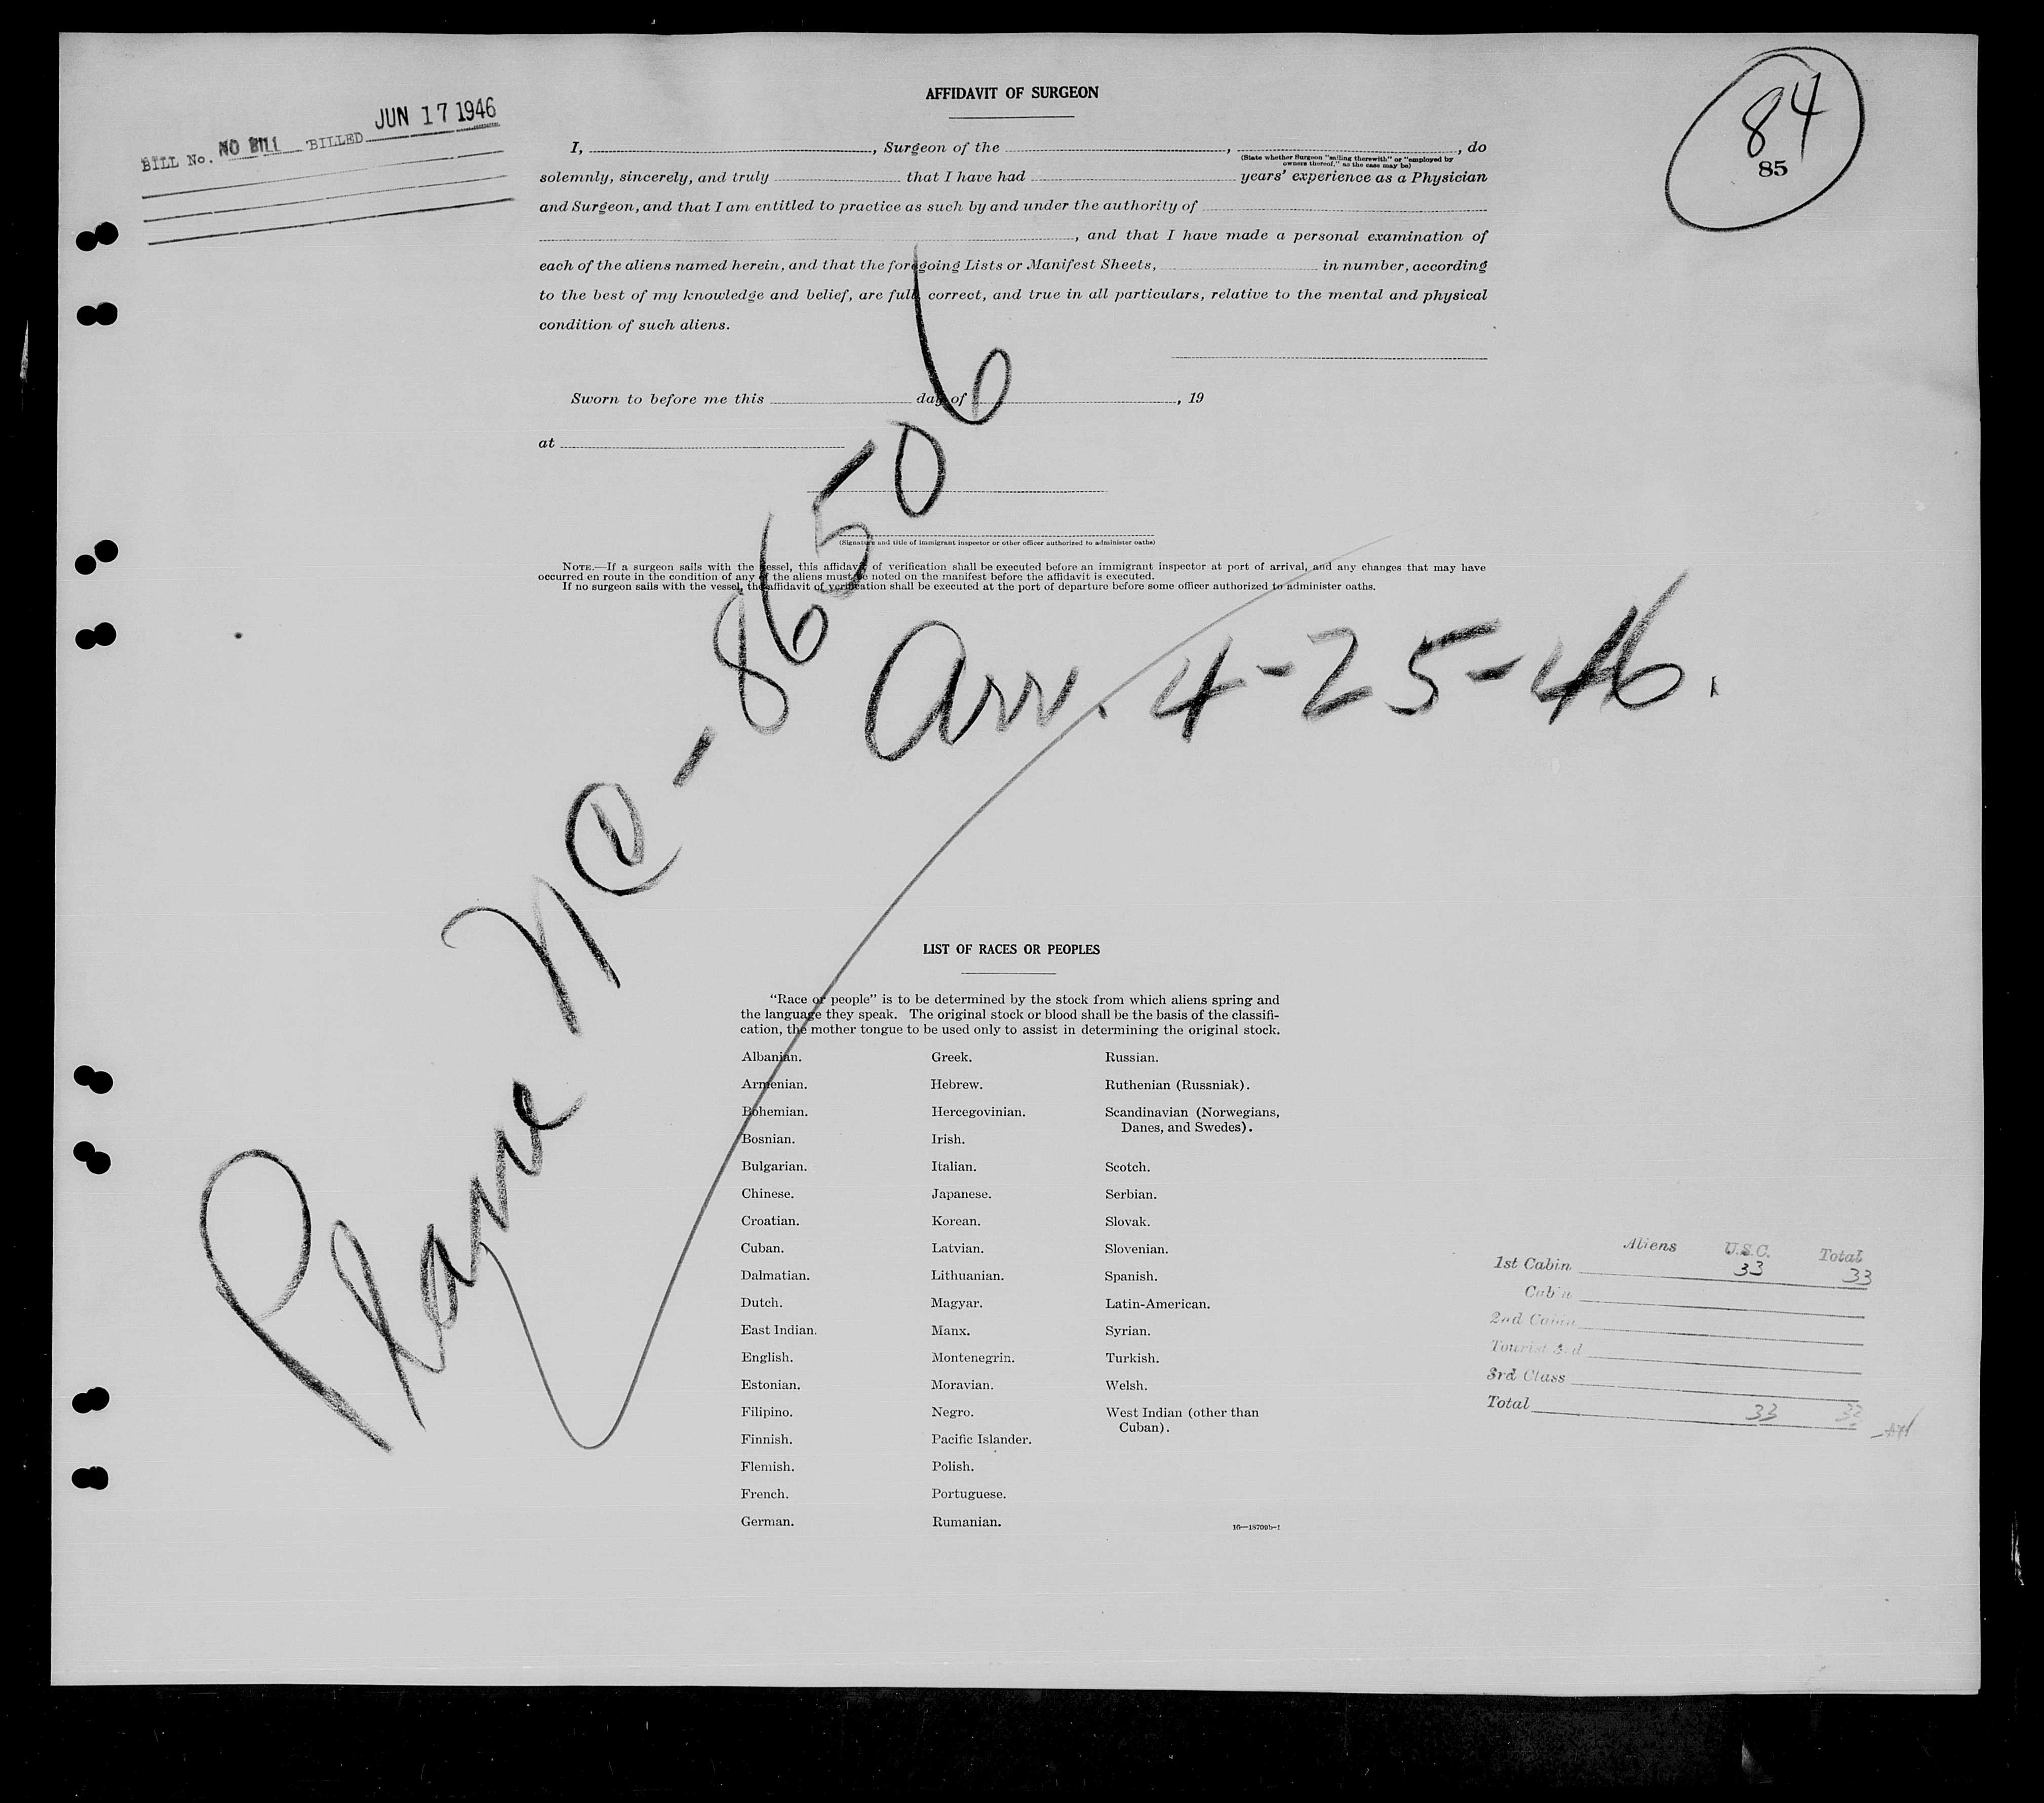 BILL No. NO BILL BILLED JUN 17 1946
84
85
AFFIDAVIT OF SURGEON
I, , Surgeon of the , , do
(State whether Surgeon "sailing therewith" or "employed by
owners thereof," as the case may be)
solemnly, sincerely, and truly that I have had years' experience as a Physician
and Surgeon, and that I am entitled to practice as such by and under the authority of
, and that I have made a personal examination of
each of the aliens named herein, and that the foregoing Lists or Manifest Sheets, in number, according
to the best of my knowledge and belief, are full, correct, and true in all particulars, relative to the mental and physical
condition of such aliens.
Sworn to before me this day of , 19
at
(Signature and title of immigrant inspector or other officer authorized to administer oaths)
NOTE.—If a surgeon sails with the vessel, this affidavit of verification shall be executed before an immigrant inspector at port of arrival, and any changes that may have
occurred en route in the condition of any of the aliens must be noted on the manifest before the affidavit is executed.
If no surgeon sails with the vessel, the affidavit of verification shall be executed at the port of departure before some officer authorized to administer oaths.
Plane NC-86506
Arr. 4-25-46.
LIST OF RACES OR PEOPLES
"Race or people" is to be determined by the stock from which aliens spring and
the language they speak. The original stock or blood shall be the basis of the classifi-
cation, the mother tongue to be used only to assist in determining the original stock.
Albanian.
Armenian.
Bohemian.
Bosnian.
Bulgarian.
Chinese.
Croatian.
Cuban.
Dalmatian.
Dutch.
East Indian.
English.
Estonian.
Filipino.
Finnish.
Flemish.
French.
German.
Greek.
Hebrew.
Hercegovinian.
Irish.
Italian.
Japanese.
Korean.
Latvian.
Lithuanian.
Magyar.
Manx.
Montenegrin.
Moravian.
Negro.
Pacific Islander.
Polish.
Portuguese.
Rumanian.
Russian.
Ruthenian (Russniak).
Scandinavian (Norwegians,
Danes, and Swedes).
Scotch.
Serbian.
Slovak.
Slovenian.
Spanish.
Latin-American.
Syrian.
Turkish.
Welsh.
West Indian (other than
Cuban).
16—18709b-1
Aliens U.S.C. Total
1st Cabin 33 33
Cabin
2nd Cabin
Tourist 3rd
3rd Class
Total 33 33